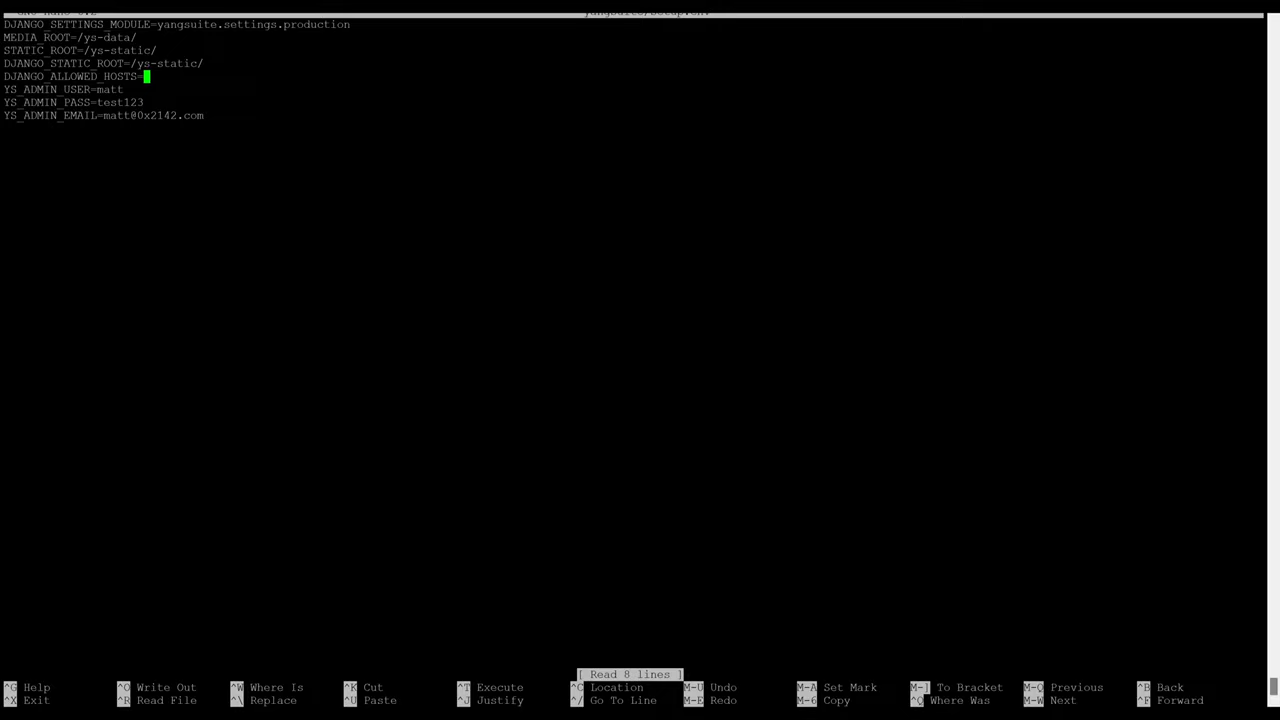 DJANGO_SETTINGS_MODULE=yangsuite.settings.production
MEDIA_ROOT=/ys-data/
STATIC_ROOT=/ys-static/
DJANGO_STATIC_ROOT=/ys-static/
DJANGO_ALLOWED_HOSTS=
YS_ADMIN_USER=matt
YS_ADMIN_PASS=test123
YS_ADMIN_EMAIL=matt@0x2142.com
[ Read 8 lines ]
^G Help ^O Write Out ^W Where Is ^K Cut ^T Execute ^C Location M-U Undo M-A Set Mark M-] To Bracket M-Q Previous ^B Back
^X Exit ^R Read File ^\ Replace ^U Paste ^J Justify ^/ Go To Line M-E Redo M-6 Copy ^Q Where Was M-W Next ^F Forward